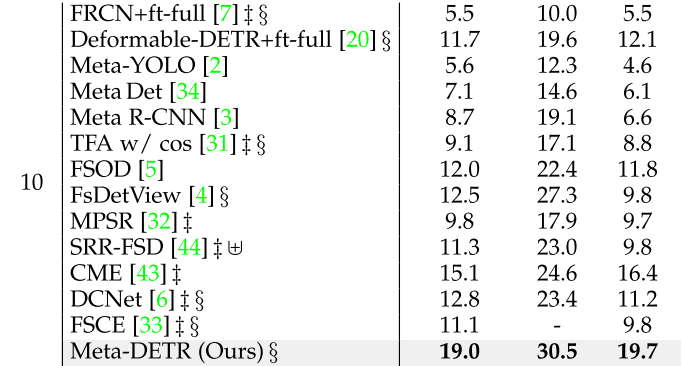 FRCN+ft-full [7] ‡ § 5.5 10.0 5.5
Deformable-DETR+ft-full [20] § 11.7 19.6 12.1
Meta-YOLO [2] 5.6 12.3 4.6
Meta Det [34] 7.1 14.6 6.1
Meta R-CNN [3] 8.7 19.1 6.6
TFA w/ cos [31] ‡ § 9.1 17.1 8.8
FSOD [5] 12.0 22.4 11.8
10 FsDetView [4] § 12.5 27.3 9.8
MPSR [32] ‡ 9.8 17.9 9.7
SRR-FSD [44] ‡ ⊎ 11.3 23.0 9.8
CME [43] ‡ 15.1 24.6 16.4
DCNet [6] ‡ § 12.8 23.4 11.2
FSCE [33] ‡ § 11.1 - 9.8
Meta-DETR (Ours) § 19.0 30.5 19.7